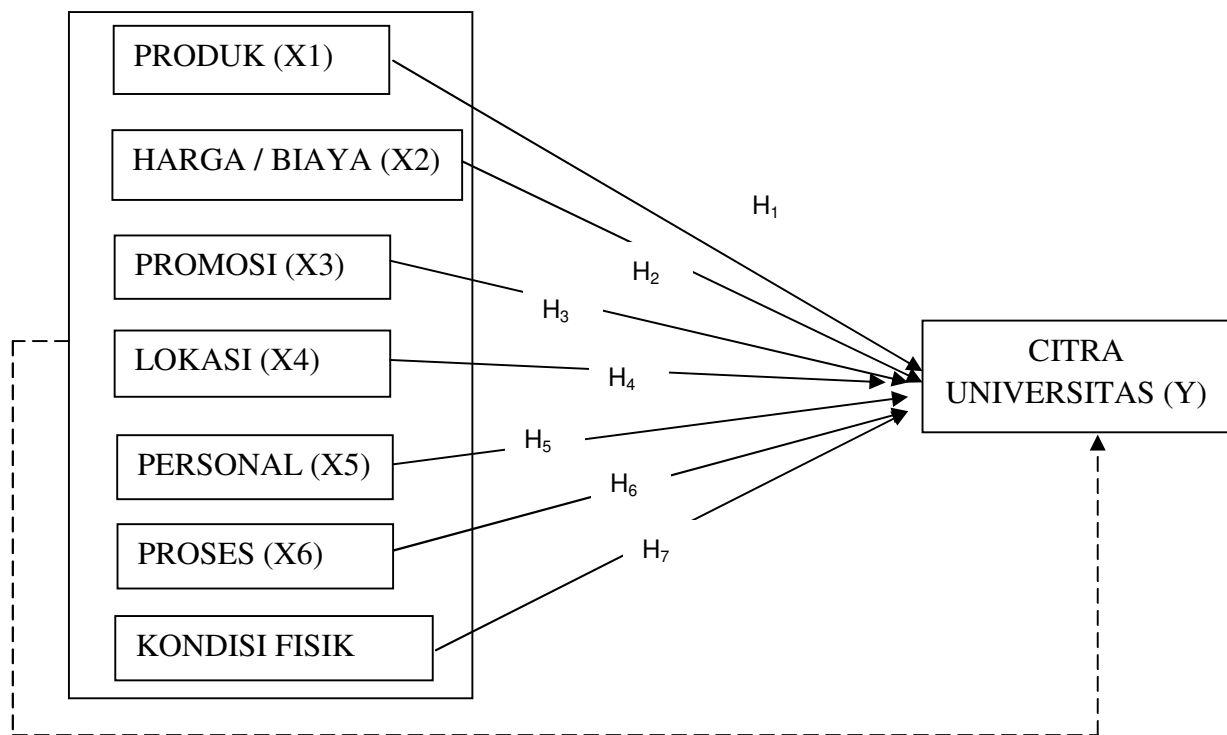 PRODUK (X1)
HARGA / BIAYA (X2)
PROMOSI (X3)
LOKASI (X4)
PERSONAL (X5)
PROSES (X6)
KONDISI FISIK
H₁
H₂
H₃
H₄
H₅
H₆
H₇
CITRA
UNIVERSITAS (Y)